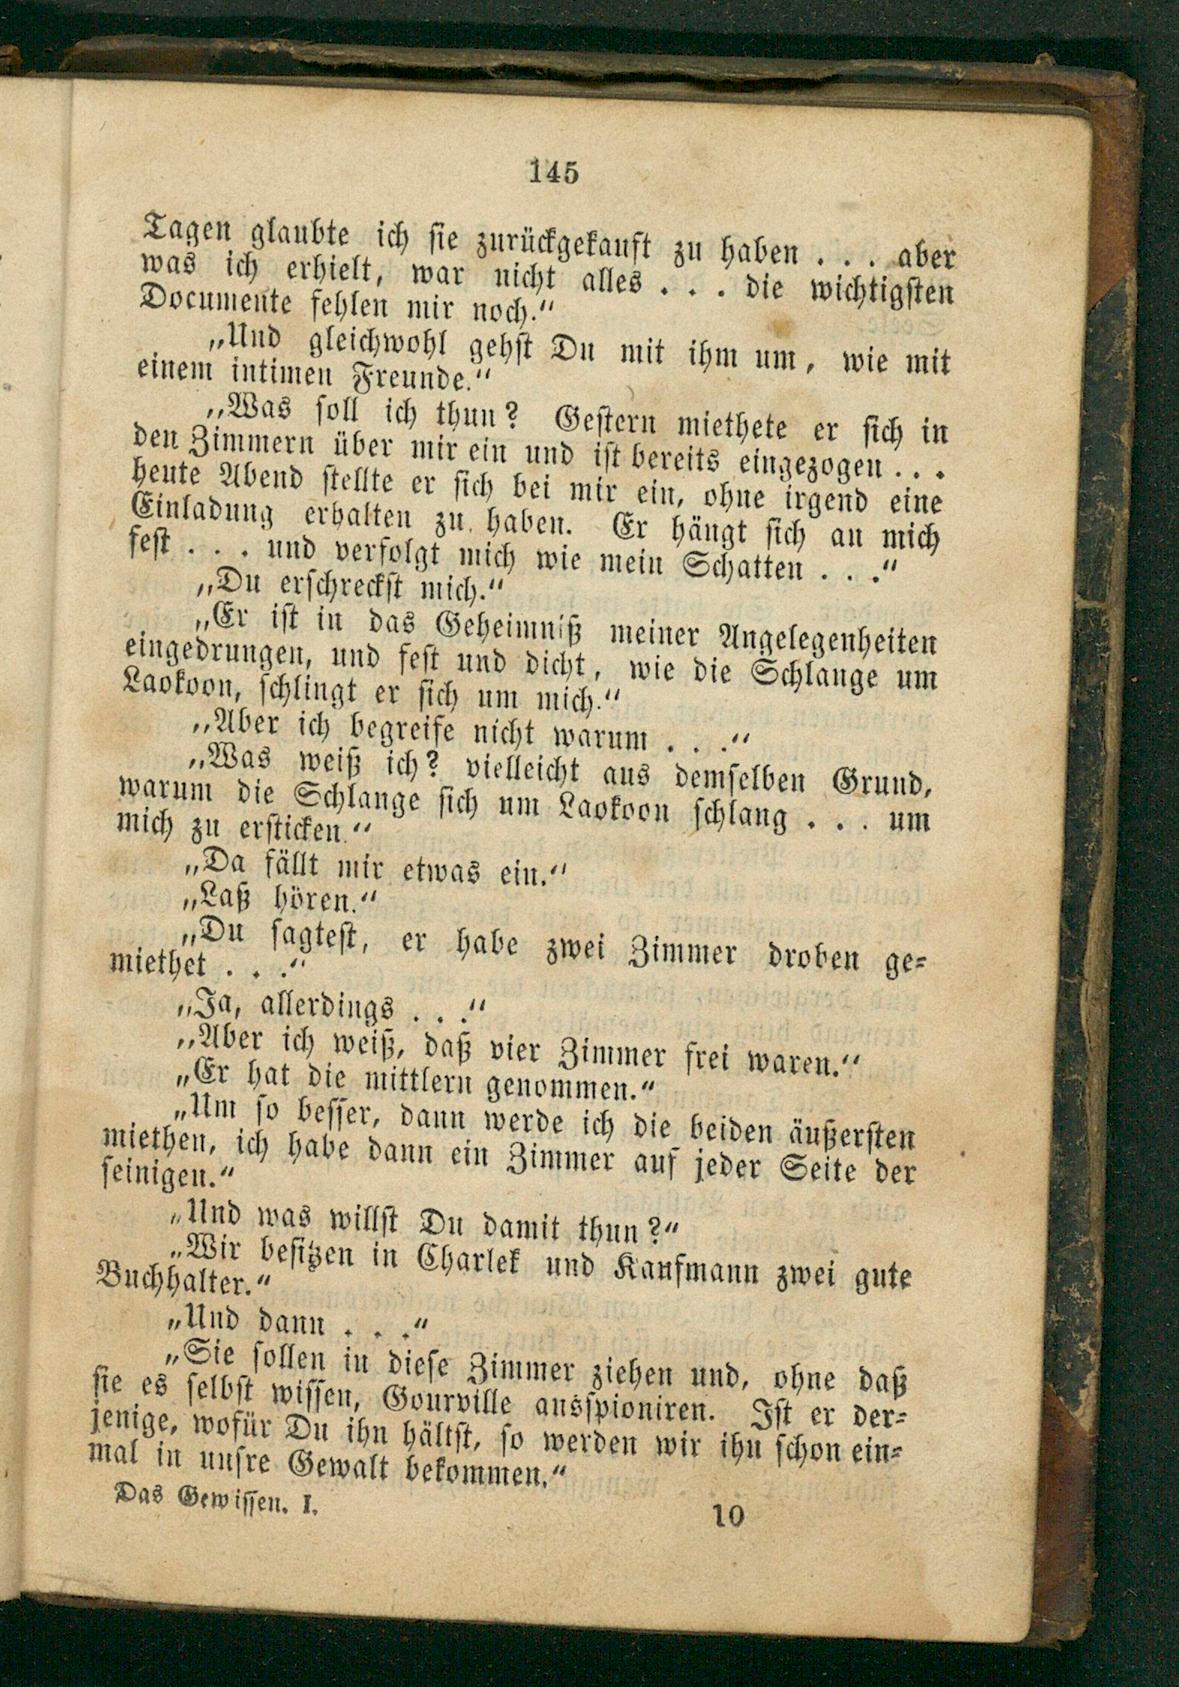 145
Tagen glaubte ich sie zurückgekauft zu haben . . . aber
was ich erhielt, war nicht alles . . . die wichtigsten
Documente fehlen mir noch.“
„Und gleichwohl gehst Du mit ihm um, wie mit
einem intimen Freunde.“
„Was soll ich thun? Gestern miethete er sich in
den Zimmern über mir ein und ist bereits eingezogen . . .
heute Abend stellte er sich bei mir ein, ohne irgend eine
Einladung erhalten zu haben. Er hängt sich an mich
fest . . . und verfolgt mich wie mein Schatten . . .“
„Du erschreckst mich.“
„Er ist in das Geheimniß meiner Angelegenheiten
eingedrungen, und fest und dicht, wie die Schlange um
Laokoon, schlingt er sich um mich.“
„Aber ich begreife nicht warum . . .“
„Was weiß ich? vielleicht aus demselben Grund,
warum die Schlange sich um Laokoon schlang . . . um
mich zu ersticken.“
„Da fällt mir etwas ein.“
„Laß hören.“
„Du sagtest, er habe zwei Zimmer droben ge-
miethet . . .“
„Ja, allerdings . . .“
„Aber ich weiß, daß vier Zimmer frei waren.“
„Er hat die mittlern genommen.“
„Um so besser, dann werde ich die beiden äußersten
miethen, ich habe dann ein Zimmer auf jeder Seite der
seinigen.“
„Und was willst Du damit thun?“
„Wir besitzen in Charlek und Kaufmann zwei gute
Buchhalter.“
„Und dann . . .“
„Sie sollen in diese Zimmer ziehen und, ohne daß
sie es selbst wissen, Gourville ausspioniren. Ist er der-
jenige, wofür Du ihn hältst, so werden wir ihn schon ein-
mal in unsre Gewalt bekommen.“
Das Gewissen. I.
10